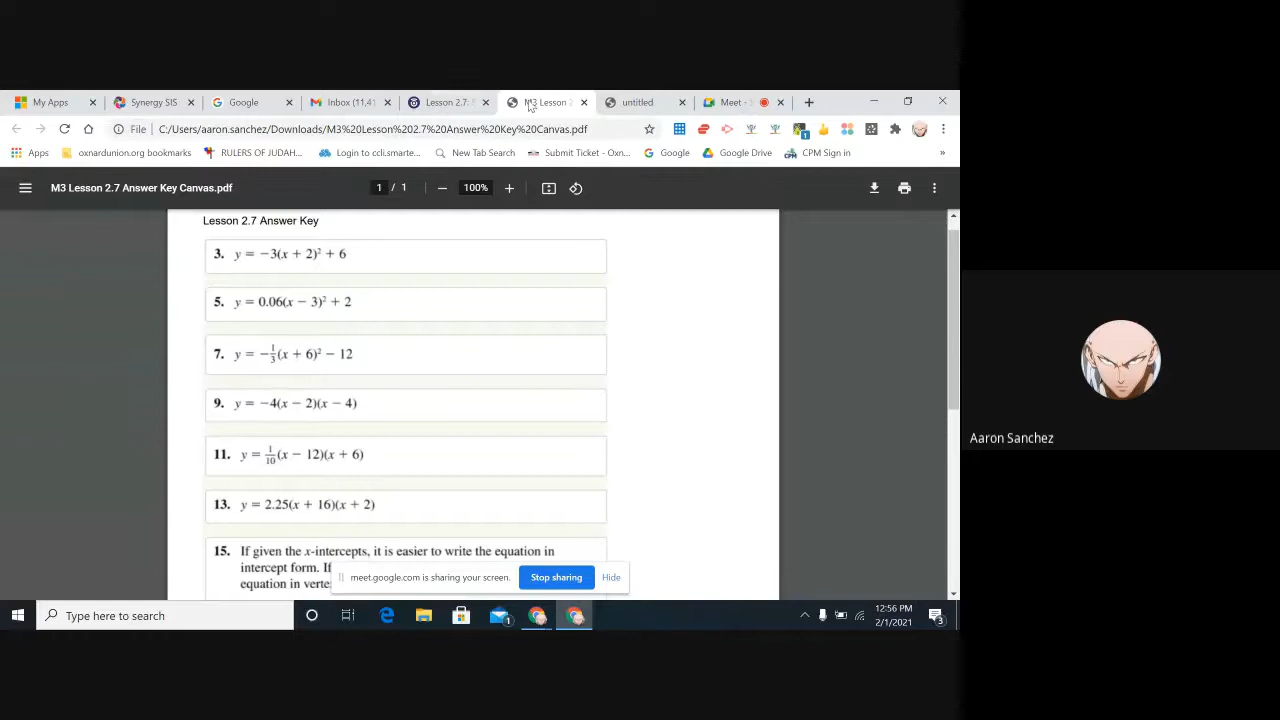 My Apps
Synergy SIS
Google
Inbox (11,41
Lesson 2.7:
M3 Lesson 2
untitled
Meet -
File
C:/Users/aaron.sanchez/Downloads/M3%20Lesson%202.7%20Answer%20Key%20Canvas.pdf
Apps
oxnardunion.org bookmarks
RULERS OF JUDAH...
Login to ccli.smarte...
New Tab Search
Submit Ticket - Oxn...
Google
Google Drive
CPM Sign in
»
M3 Lesson 2.7 Answer Key Canvas.pdf
1 / 1
100%
Lesson 2.7 Answer Key
3. y = −3(x + 2)² + 6
5. y = 0.06(x − 3)² + 2
7. y = −1/3(x + 6)² − 12
9. y = −4(x − 2)(x − 4)
11. y = 1/10(x − 12)(x + 6)
13. y = 2.25(x + 16)(x + 2)
15. If given the x-intercepts, it is easier to write the equation in
intercept form. If
equation in verte
meet.google.com is sharing your screen.
Stop sharing
Hide
Aaron Sanchez
Type here to search
12:56 PM
2/1/2021